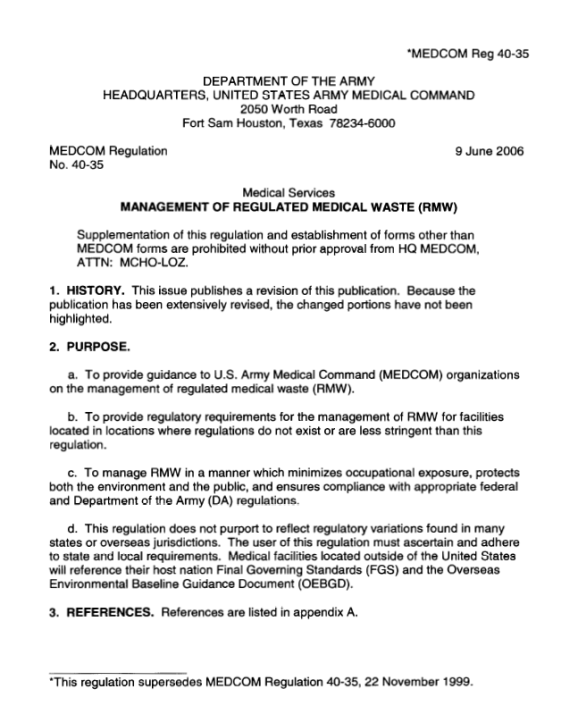 *MEDCOM Reg 40-35
DEPARTMENT OF THE ARMY
HEADQUARTERS, UNITED STATES ARMY MEDICAL COMMAND
2050 Worth Road
Fort Sam Houston, Texas 78234-6000
MEDCOM Regulation 9 June 2006
No. 40-35
Medical Services
MANAGEMENT OF REGULATED MEDICAL WASTE (RMW)
Supplementation of this regulation and establishment of forms other than
MEDCOM forms are prohibited without prior approval from HQ MEDCOM,
ATTN: MCHO-LOZ.
1. HISTORY. This issue publishes a revision of this publication. Because the
publication has been extensively revised, the changed portions have not been
highlighted.
2. PURPOSE.
a. To provide guidance to U.S. Army Medical Command (MEDCOM) organizations
on the management of regulated medical waste (RMW).
b. To provide regulatory requirements for the management of RMW for facilities
located in locations where regulations do not exist or are less stringent than this
regulation.
c. To manage RMW in a manner which minimizes occupational exposure, protects
both the environment and the public, and ensures compliance with appropriate federal
and Department of the Army (DA) regulations.
d. This regulation does not purport to reflect regulatory variations found in many
states or overseas jurisdictions. The user of this regulation must ascertain and adhere
to state and local requirements. Medical facilities located outside of the United States
will reference their host nation Final Governing Standards (FGS) and the Overseas
Environmental Baseline Guidance Document (OEBGD).
3. REFERENCES. References are listed in appendix A.
*This regulation supersedes MEDCOM Regulation 40-35, 22 November 1999.